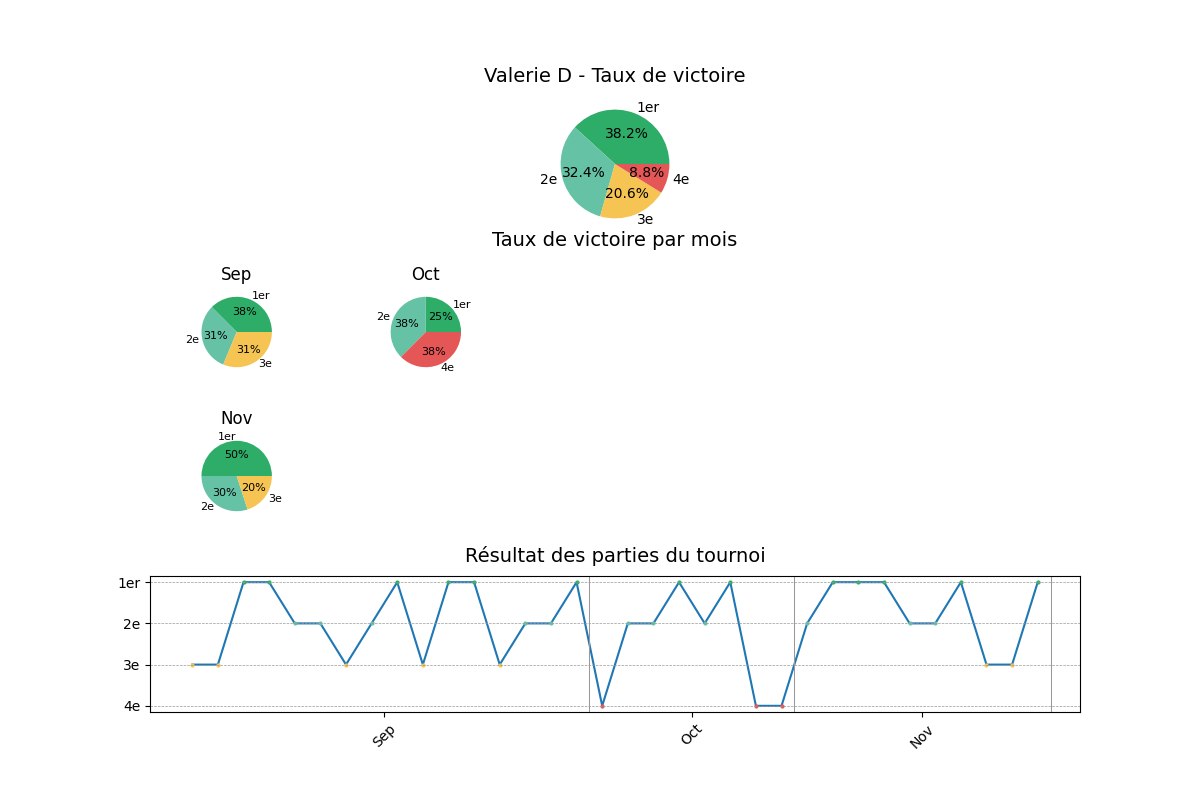 Valerie D - Taux de victoire
1er
38.2%
2e
32.4%
8.8%
4e
20.6%
3e
Taux de victoire par mois
Sep
1er
38%
2e
31%
31%
3e
Oct
1er
25%
2e
38%
38%
4e
Nov
1er
50%
30%
20%
2e
3e
Résultat des parties du tournoi
1er
2e
3e
4e
Sep
Oct
Nov